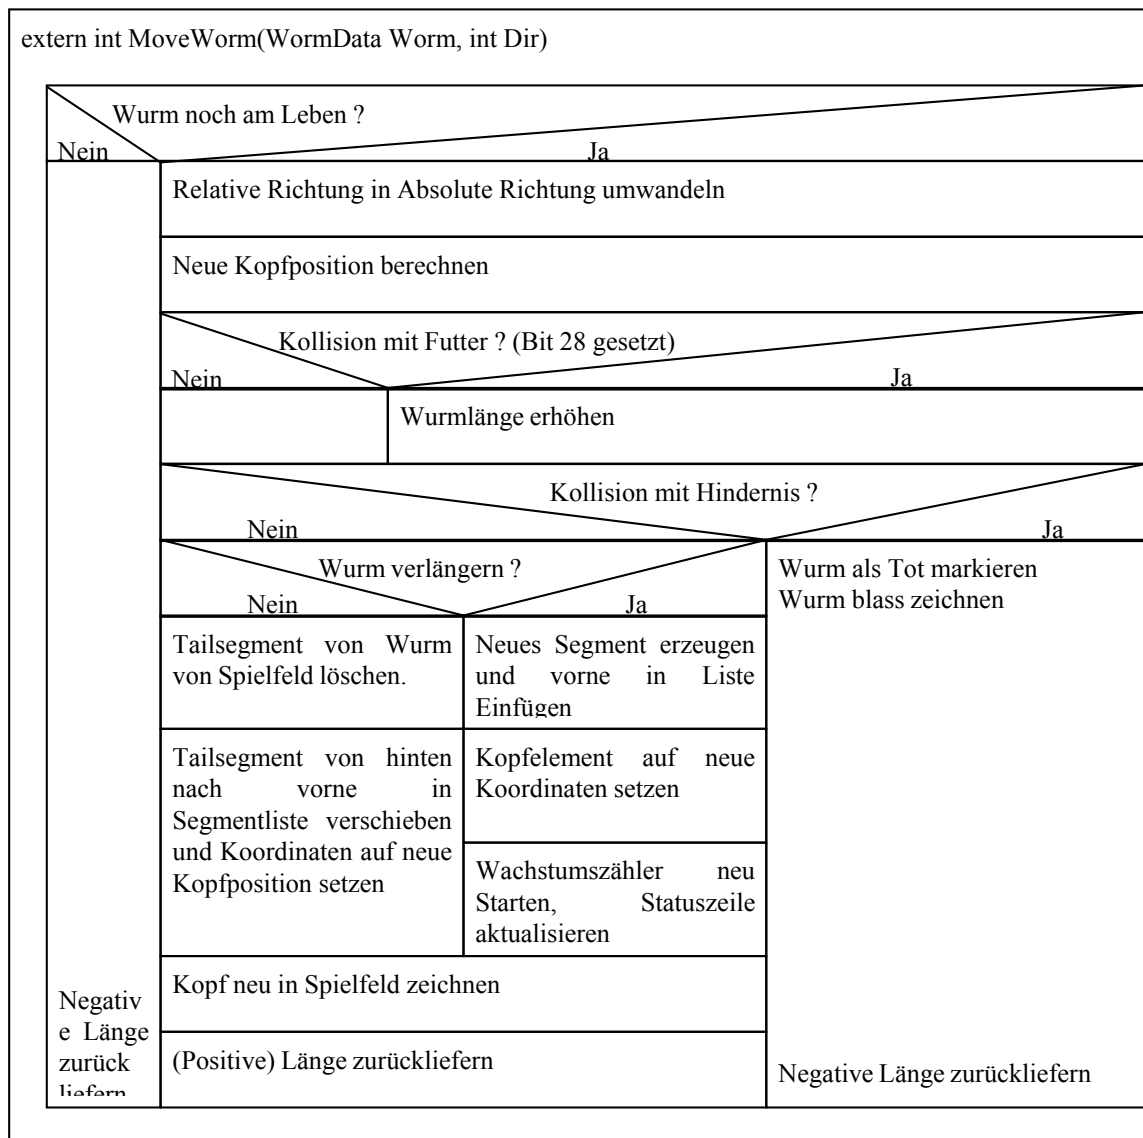 extern int MoveWorm(WormData Worm, int Dir)
Wurm noch am Leben ?
Nein
Ja
Relative Richtung in Absolute Richtung umwandeln
Neue Kopfposition berechnen
Kollision mit Futter ? (Bit 28 gesetzt)
Nein
Ja
Wurmlänge erhöhen
Kollision mit Hindernis ?
Nein
Ja
Wurm verlängern ?
Nein
Ja
Wurm als Tot markieren
Wurm blass zeichnen
Tailsegment von Wurm
von Spielfeld löschen.
Neues Segment erzeugen
und vorne in Liste
Einfügen
Tailsegment von hinten
nach vorne in
Segmentliste verschieben
und Koordinaten auf neue
Kopfposition setzen
Kopfelement auf neue
Koordinaten setzen
Wachstumszähler neu
Starten, Statuszeile
aktualisieren
Kopf neu in Spielfeld zeichnen
(Positive) Länge zurückliefern
Negativ
e Länge
zurück
liefern
Negative Länge zurückliefern